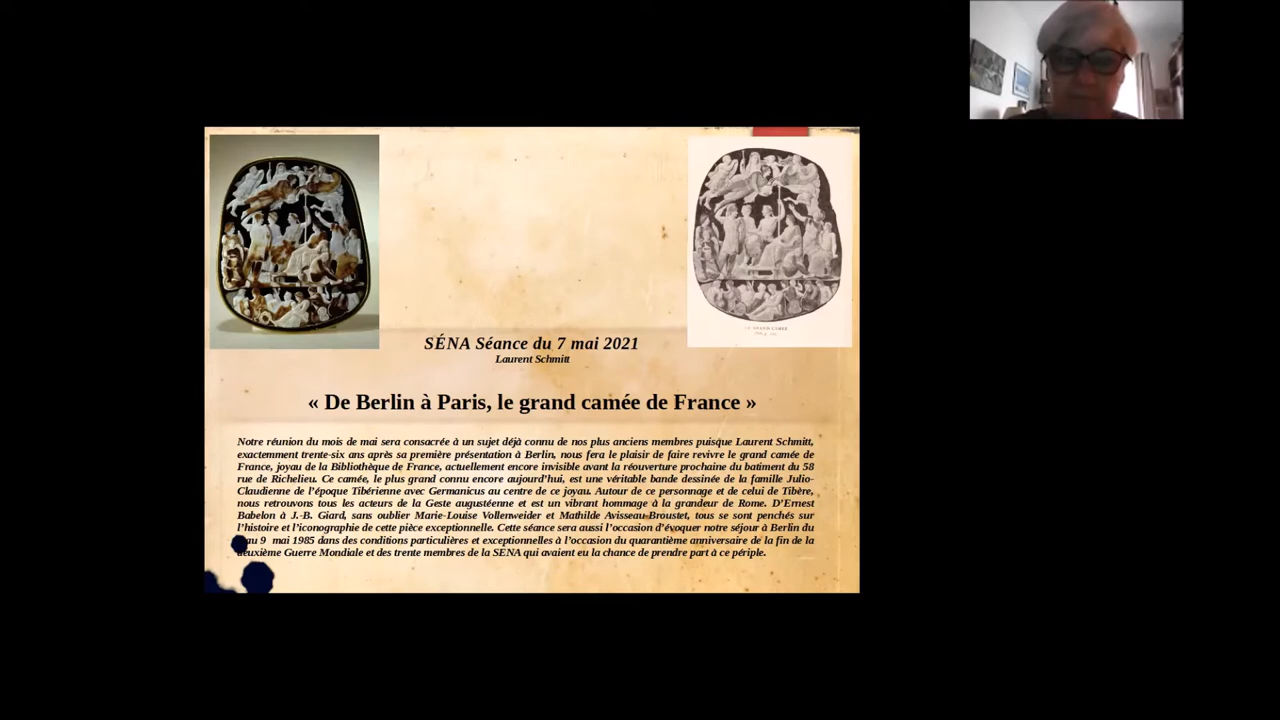 SÉNA Séance du 7 mai 2021
Laurent Schmitt
« De Berlin à Paris, le grand camée de France »
Notre réunion du mois de mai sera consacrée à un sujet déjà connu de nos plus anciens membres puisque Laurent Schmitt,
exactemment trente-six ans après sa première présentation à Berlin, nous fera le plaisir de faire revivre le grand camée de
France, joyau de la Bibliothèque de France, actuellement encore invisible avant la réouverture prochaine du batiment du 58
rue de Richelieu. Ce camée, le plus grand connu encore aujourd'hui, est une véritable bande dessinée de la famille Julio-
Claudienne de l'époque Tibérienne avec Germanicus au centre de ce joyau. Autour de ce personnage et de celui de Tibère,
nous retrouvons tous les acteurs de la Geste augustéenne et est un vibrant hommage à la grandeur de Rome. D'Ernest
Babelon à J.-B. Giard, sans oublier Marie-Louise Vollenweider et Mathilde Avisseau-Broustet, tous se sont penchés sur
l'histoire et l'iconographie de cette pièce exceptionnelle. Cette séance sera aussi l'occasion d'évoquer notre séjour à Berlin du
au 9 mai 1985 dans des conditions particulières et exceptionnelles à l'occasion du quarantième anniversaire de la fin de la
deuxième Guerre Mondiale et des trente membres de la SENA qui avaient eu la chance de prendre part à ce périple.